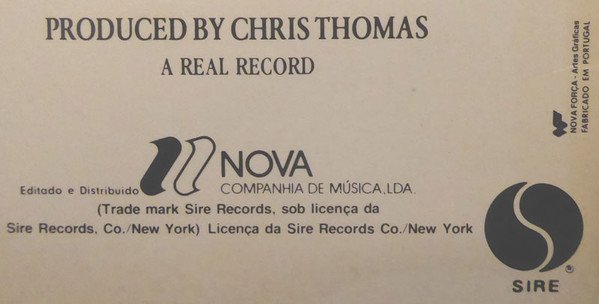 PRODUCED BY CHRIS THOMAS
A REAL RECORD
NOVA FORÇA - Artes Gráficas
FABRICADO EM PORTUGAL
NOVA
Editado e Distribuido COMPANHIA DE MÚSICA, LDA.
(Trade mark Sire Records, sob licença da
Sire Records, Co./New York) Licença da Sire Records Co./New York
SIRE®